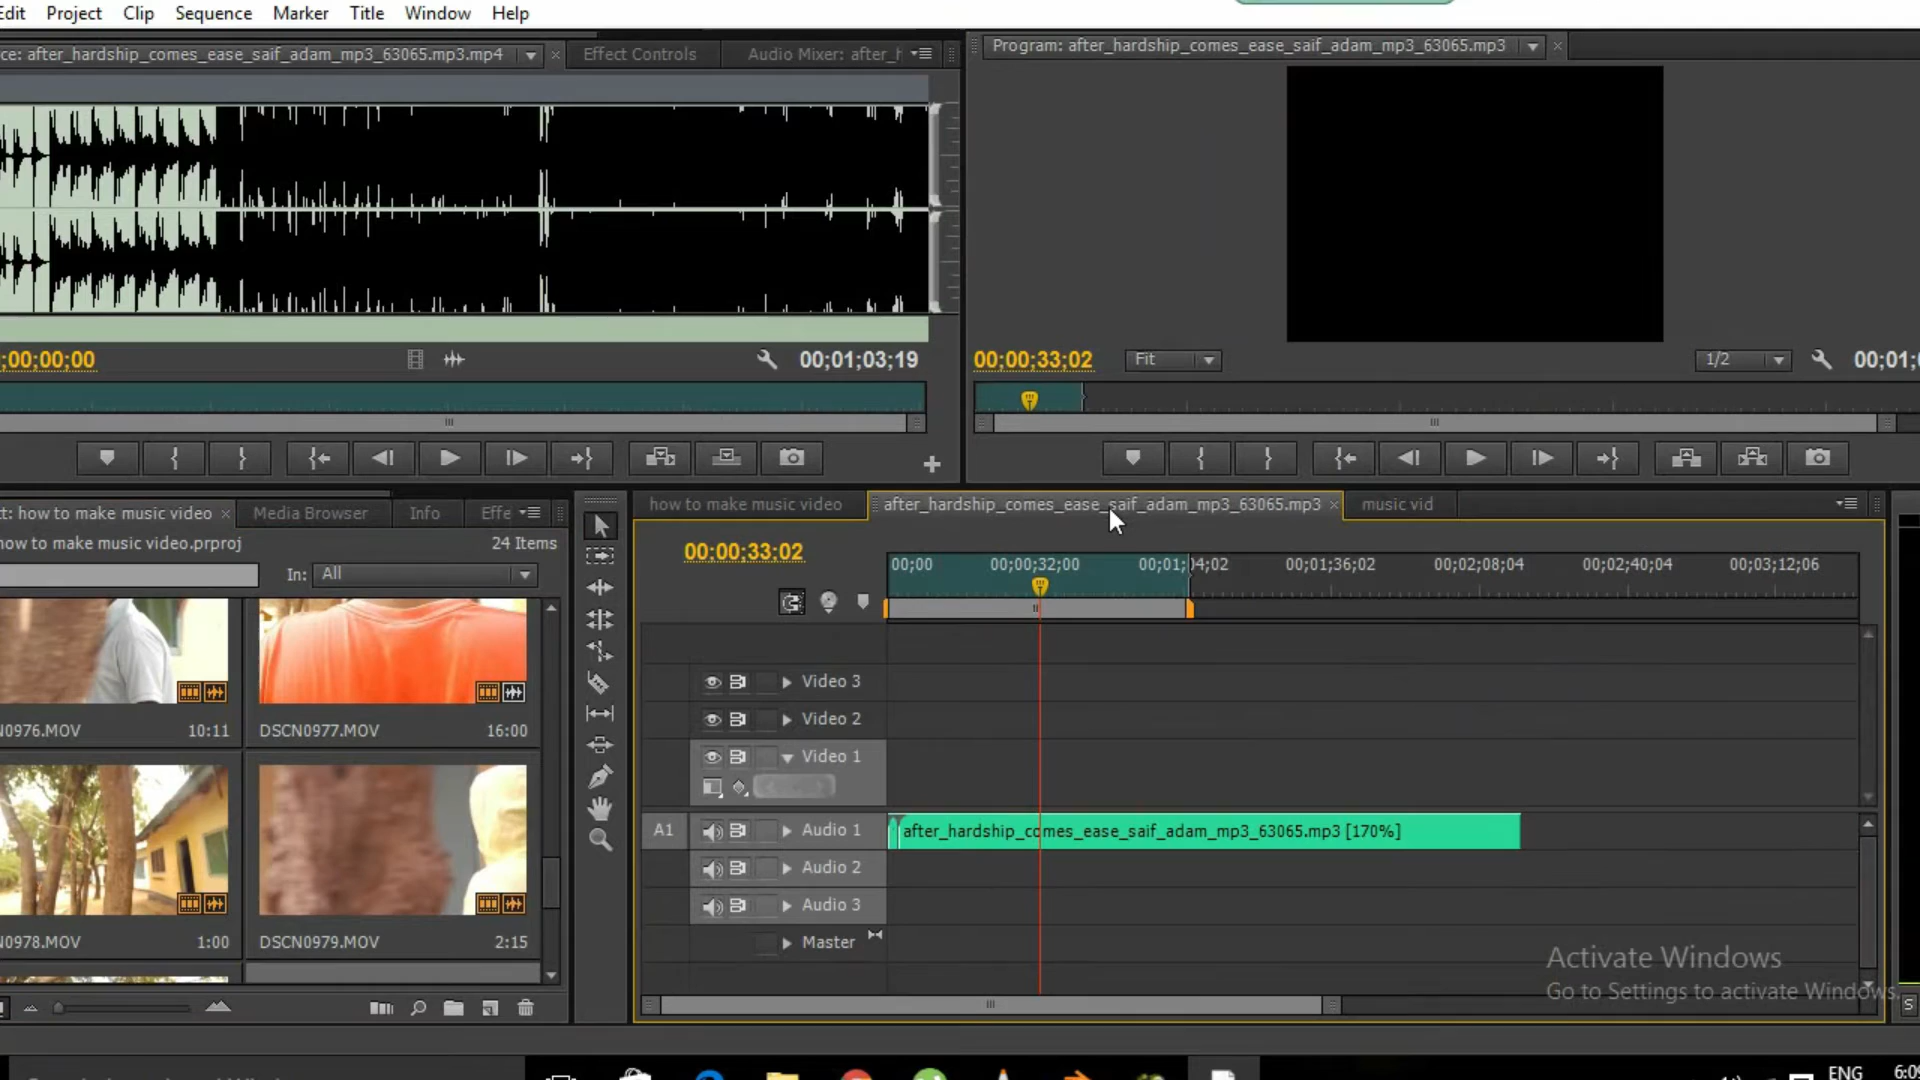 Edit Project Clip Sequence Marker Title Window Help
ce: after_hardship_comes_ease_saif_adam_mp3_63065.mp3.mp4 Effect Controls Audio Mixer: after_h
Program: after_hardship_comes_ease_saif_adam_mp3_63065.mp3
;00;00;00 00;01;03;19
00;00;33;02 Fit 1/2 00;01;
t: how to make music video Media Browser Info Effe
how to make music video after_hardship_comes_ease_saif_adam_mp3_63065.mp3 music vid
how to make music video.prproj 24 Items
In: All
00;00;33;02
00;00 00;00;32;00 00;01;04;02 00;01;36;02 00;02;08;04 00;02;40;04 00;03;12;06
Video 3
Video 2
Video 1
N0976.MOV 10:11 DSCN0977.MOV 16:00
A1 Audio 1 after_hardship_comes_ease_saif_adam_mp3_63065.mp3 [170%]
Audio 2
Audio 3
Master
N0978.MOV 1:00 DSCN0979.MOV 2:15
Activate Windows
Go to Settings to activate Windows.
S
ENG